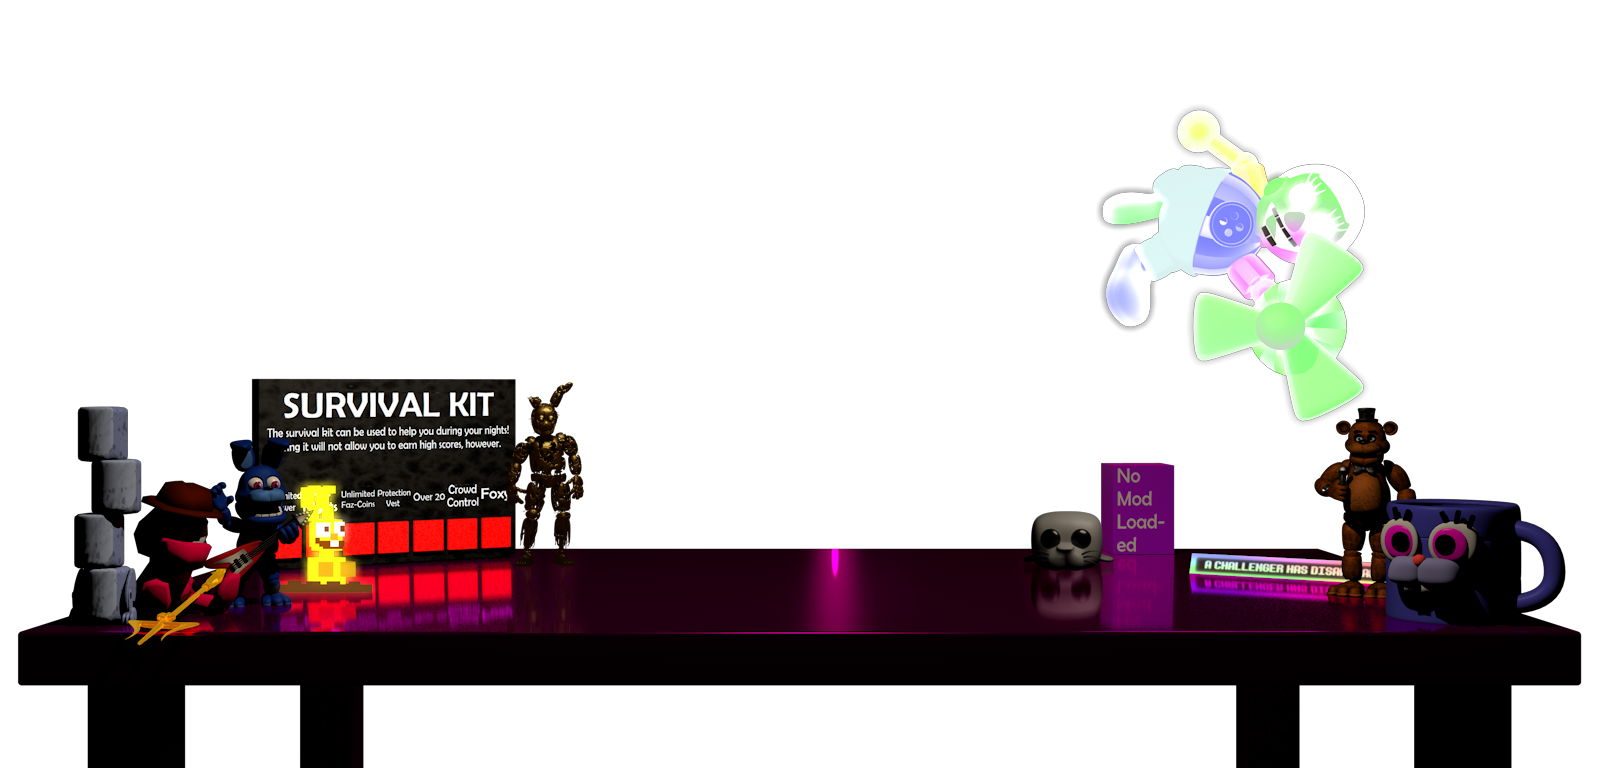 SURVIVAL KIT
The survival kit can be used to help you during your nights!
it will not allow you to earn high scores, however.
Unlimited Faz-Coins
Protection Vest
Over 20
Crowd Control
Foxy
No
Mod
Load-
ed
A CHALLENGER HAS